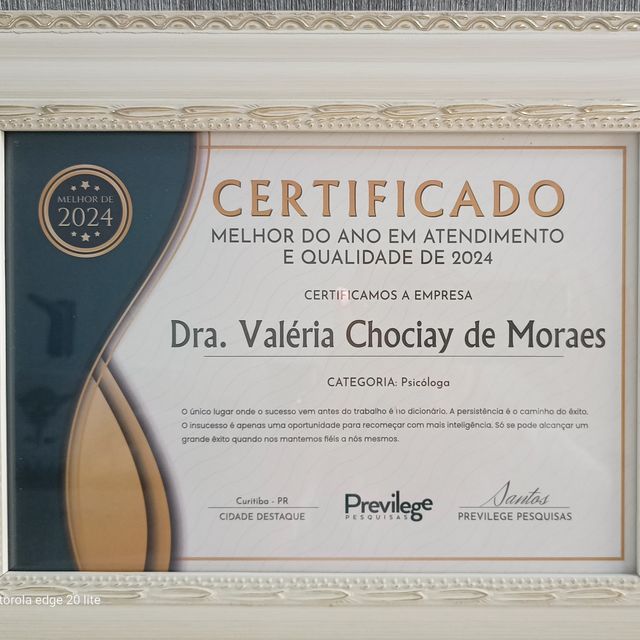 MELHOR DE
2024
CERTIFICADO
MELHOR DO ANO EM ATENDIMENTO
E QUALIDADE DE 2024
CERTIFICAMOS A EMPRESA
Dra. Valéria Chociay de Moraes
CATEGORIA: Psicóloga
O único lugar onde o sucesso vem antes do trabalho é no dicionário. A persistência é o caminho do êxito.
O insucesso é apenas uma oportunidade para recomeçar com mais inteligência. Só se pode alcançar um
grande êxito quando nos mantemos fiéis a nós mesmos.
Curitiba - PR
CIDADE DESTAQUE
Previlege
PESQUISAS
Santos
PREVILEGE PESQUISAS
torola edge 20 lite